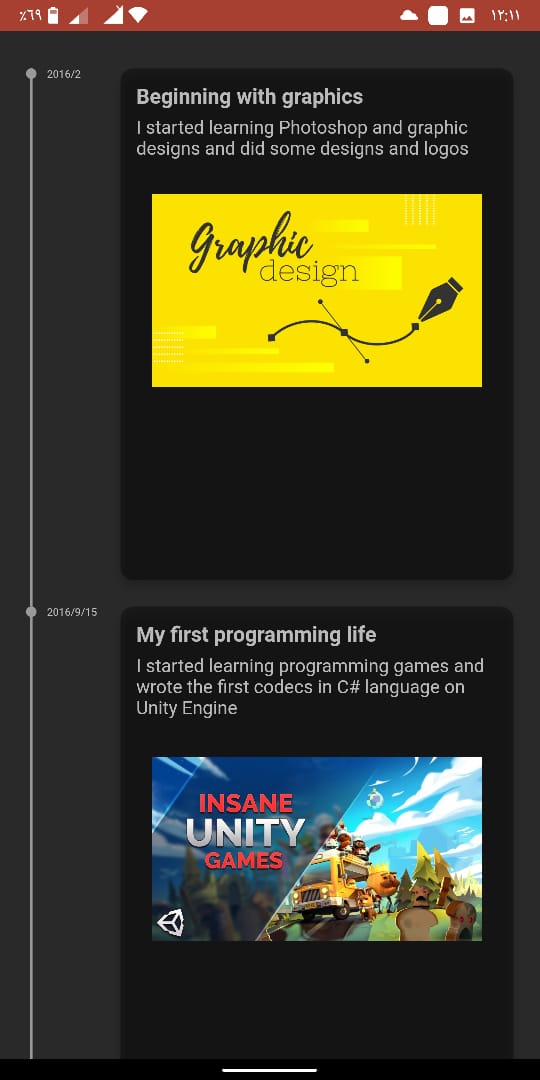 ٪٦٩
١٢:١١
2016/2
Beginning with graphics
I started learning Photoshop and graphic
designs and did some designs and logos
Graphic
design
2016/9/15
My first programming life
I started learning programming games and
wrote the first codecs in C# language on
Unity Engine
INSANE
UNITY
GAMES